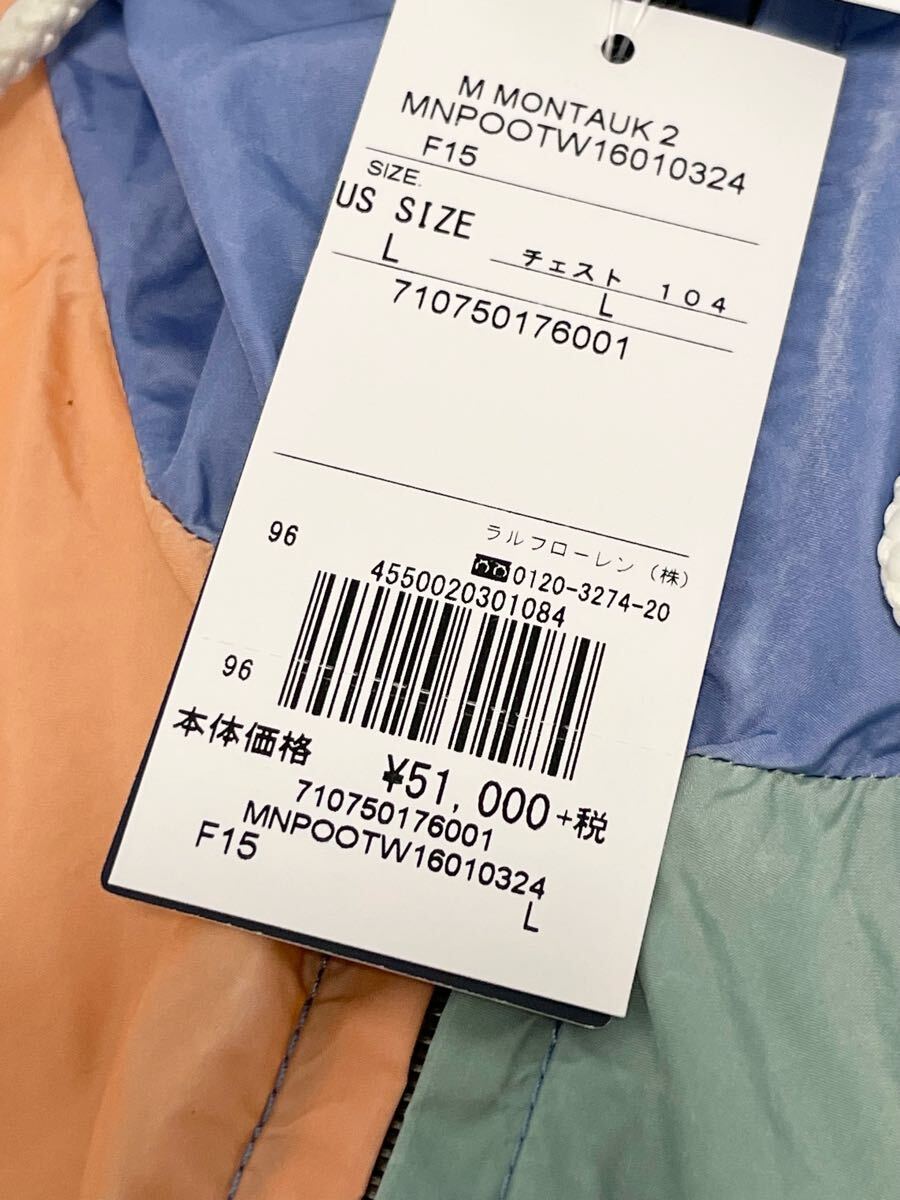 M MONTAUK 2
MNPOOTW16010324
F15
SIZE.
US SIZE
L
チェスト 104
L
710750176001
96
ラルフローレン(株)
0120-3274-20
4550020301084
96
本体価格
¥51,000+税
710750176001
MNPOOTW16010324
F15
L